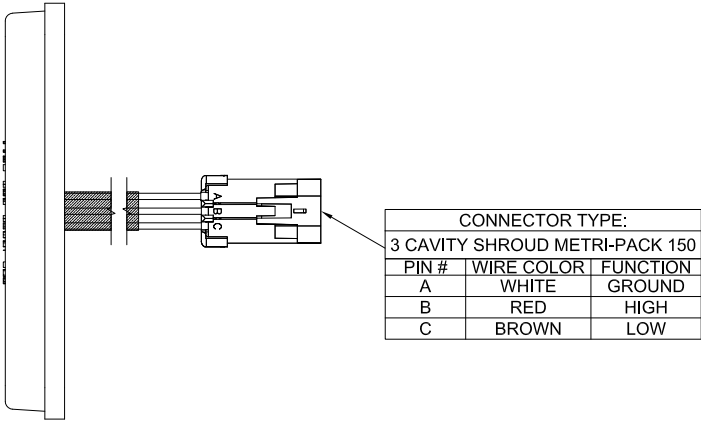 A
B
C
CONNECTOR TYPE:
3 CAVITY SHROUD METRI-PACK 150
PIN # WIRE COLOR FUNCTION
A WHITE GROUND
B RED HIGH
C BROWN LOW